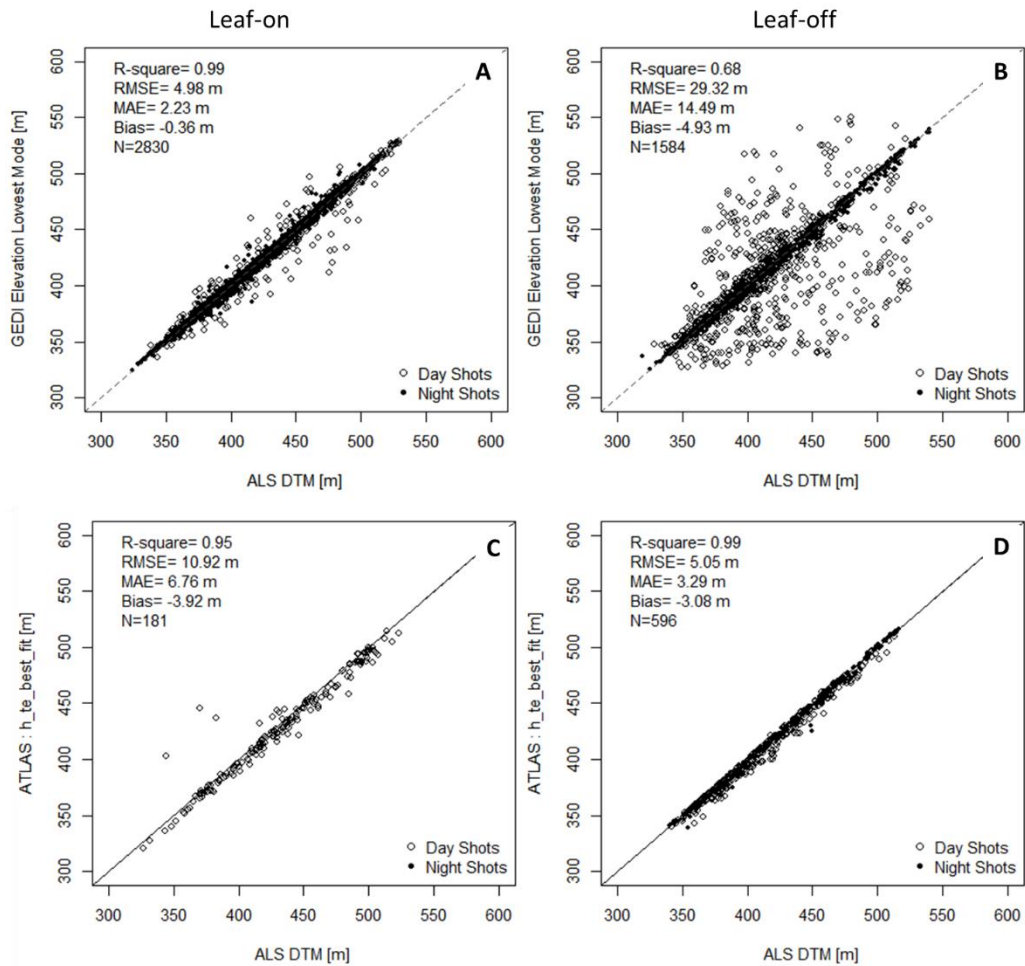 Leaf-on
Leaf-off
A
R-square= 0.99
RMSE= 4.98 m
MAE= 2.23 m
Bias= -0.36 m
N=2830
GEDI Elevation Lowest Mode [m]
600
550
500
450
400
350
300
Day Shots
Night Shots
300 350 400 450 500 550 600
ALS DTM [m]
B
R-square= 0.68
RMSE= 29.32 m
MAE= 14.49 m
Bias= -4.93 m
N=1584
GEDI Elevation Lowest Mode [m]
600
550
500
450
400
350
300
Day Shots
Night Shots
300 350 400 450 500 550 600
ALS DTM [m]
C
R-square= 0.95
RMSE= 10.92 m
MAE= 6.76 m
Bias= -3.92 m
N=181
ATLAS : h_te_best_fit [m]
600
550
500
450
400
350
300
Day Shots
Night Shots
300 350 400 450 500 550 600
ALS DTM [m]
D
R-square= 0.99
RMSE= 5.05 m
MAE= 3.29 m
Bias= -3.08 m
N=596
ATLAS : h_te_best_fit [m]
600
550
500
450
400
350
300
Day Shots
Night Shots
300 350 400 450 500 550 600
ALS DTM [m]